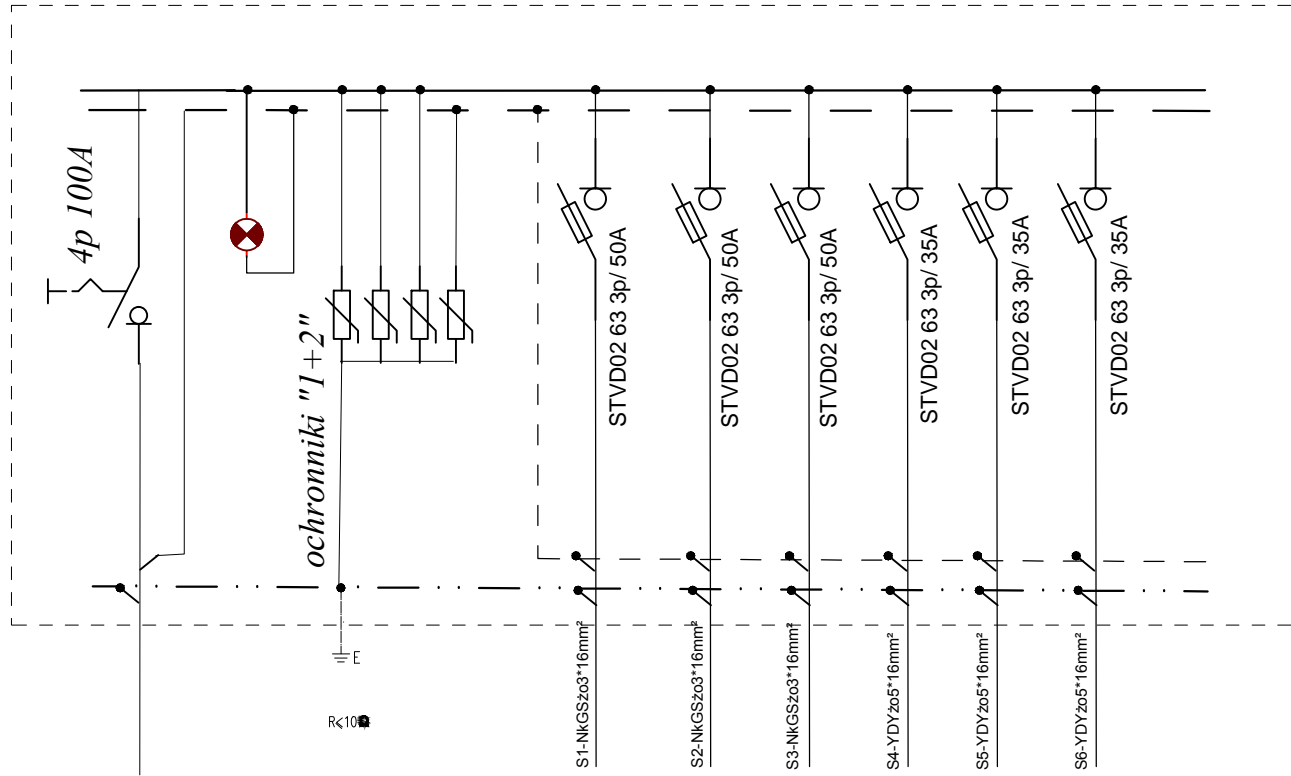 4p 100A
ochronniki "1+2"
STVD02 63 3p/ 50A
STVD02 63 3p/ 50A
STVD02 63 3p/ 50A
STVD02 63 3p/ 35A
STVD02 63 3p/ 35A
STVD02 63 3p/ 35A
E
R<10
S1-NkGSżo3*16mm²
S2-NkGSżo3*16mm²
S3-NkGSżo3*16mm²
S4-YDYżo5*16mm²
S5-YDYżo5*16mm²
S6-YDYżo5*16mm²